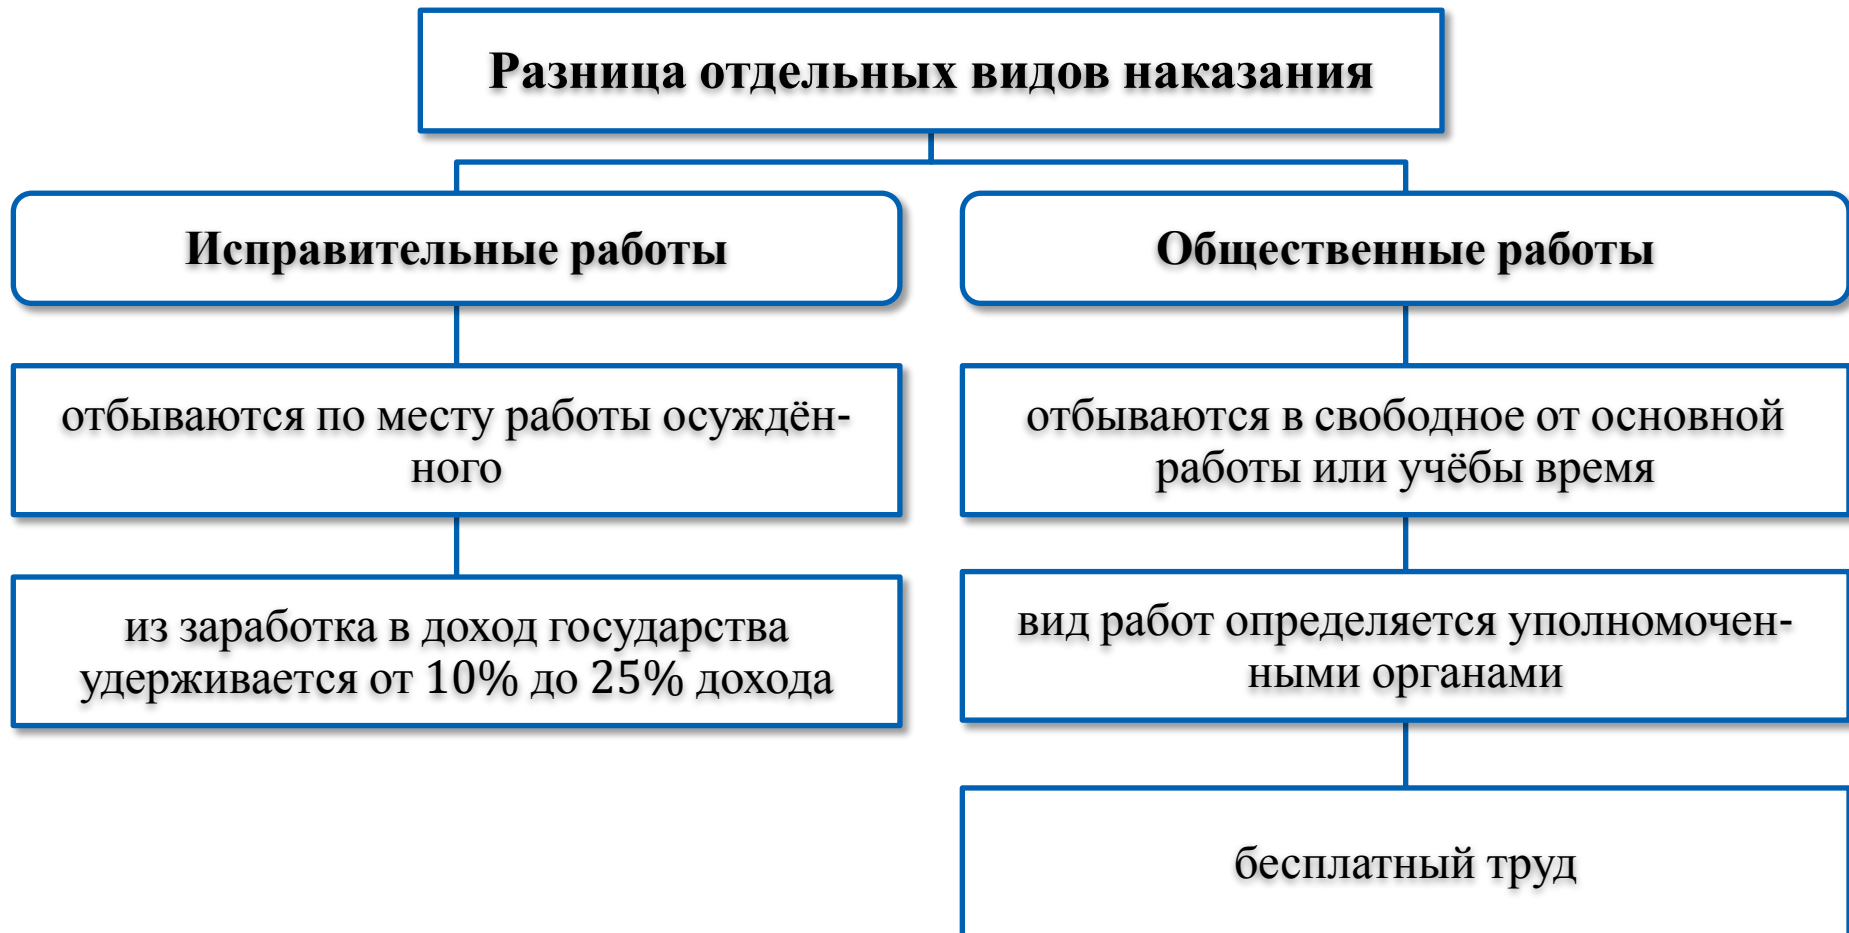 Разница отдельных видов наказания
Исправительные работы
отбываются по месту работы осуждён-
ного
из заработка в доход государства
удерживается от 10% до 25% дохода
Общественные работы
отбываются в свободное от основной
работы или учёбы время
вид работ определяется уполномочен-
ными органами
бесплатный труд